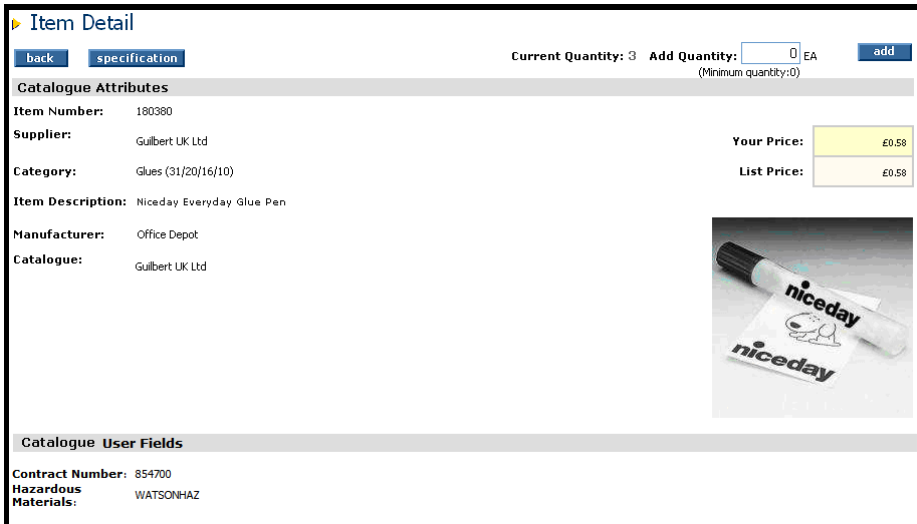 Item Detail
back specification Current Quantity: 3 Add Quantity: 0 EA add
(Minimum quantity:0)
Catalogue Attributes
Item Number: 180380
Supplier: Guilbert UK Ltd
Your Price: £0.58
Category: Glues (31/20/16/10)
List Price: £0.58
Item Description: Niceday Everyday Glue Pen
Manufacturer: Office Depot
Catalogue: Guilbert UK Ltd
niceday
niceday
Catalogue User Fields
Contract Number: 854700
Hazardous
Materials: WATSONHAZ